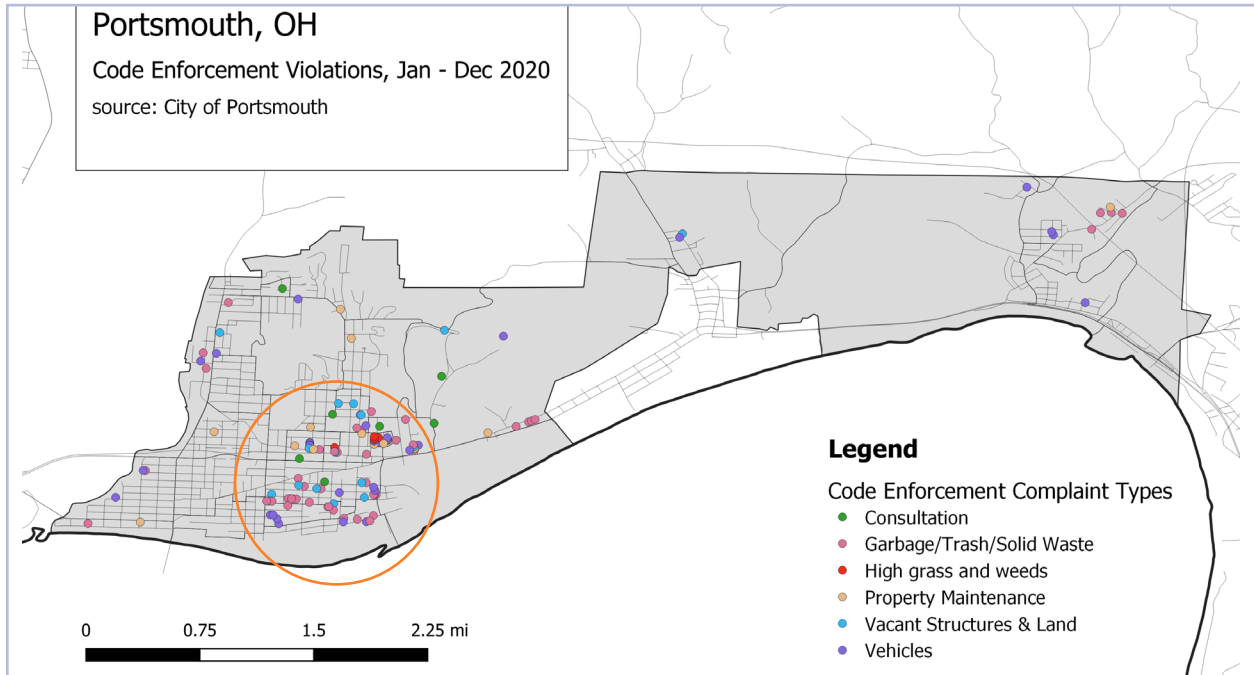 Portsmouth, OH
Code Enforcement Violations, Jan - Dec 2020
source: City of Portsmouth
Legend
Code Enforcement Complaint Types
Consultation
Garbage/Trash/Solid Waste
High grass and weeds
Property Maintenance
Vacant Structures & Land
Vehicles
0 0.75 1.5 2.25 mi